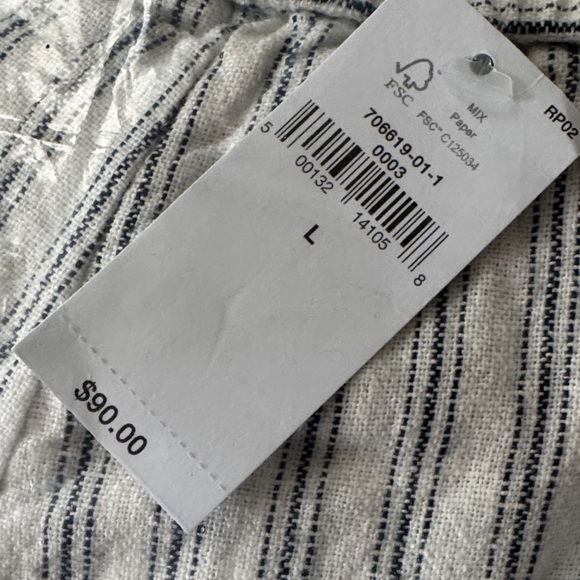 FSC
MIX
Paper
FSC® C125034
RP02
706619-01-1
0003
5 00132 14105 8
L
$90.00